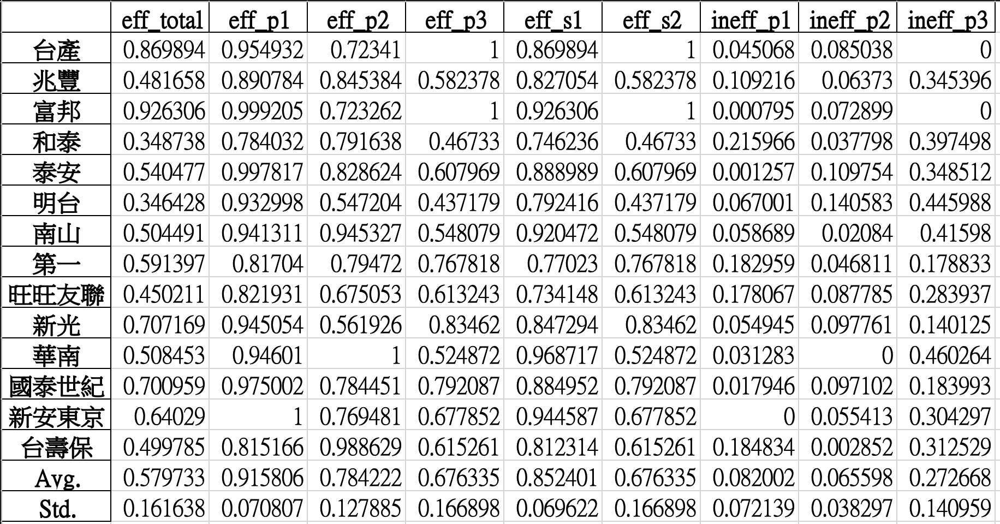 eff_total eff_p1 eff_p2 eff_p3 eff_s1 eff_s2 ineff_p1 ineff_p2 ineff_p3
台產 0.869894 0.954932 0.72341 1 0.869894 1 0.045068 0.085038 0
兆豐 0.481658 0.890784 0.845384 0.582378 0.827054 0.582378 0.109216 0.06373 0.345396
富邦 0.926306 0.999205 0.723262 1 0.926306 1 0.000795 0.072899 0
和泰 0.348738 0.784032 0.791638 0.46733 0.746236 0.46733 0.215966 0.037798 0.397498
泰安 0.540477 0.997817 0.828624 0.607969 0.888989 0.607969 0.001257 0.109754 0.348512
明台 0.346428 0.932998 0.547204 0.437179 0.792416 0.437179 0.067001 0.140583 0.445988
南山 0.504491 0.941311 0.945327 0.548079 0.920472 0.548079 0.058689 0.02084 0.41598
第一 0.591397 0.81704 0.79472 0.767818 0.77023 0.767818 0.182959 0.046811 0.178833
旺旺友聯 0.450211 0.821931 0.675053 0.613243 0.734148 0.613243 0.178067 0.087785 0.283937
新光 0.707169 0.945054 0.561926 0.83462 0.847294 0.83462 0.054945 0.097761 0.140125
華南 0.508453 0.94601 1 0.524872 0.968717 0.524872 0.031283 0 0.460264
國泰世紀 0.700959 0.975002 0.784451 0.792087 0.884952 0.792087 0.017946 0.097102 0.183993
新安東京 0.64029 1 0.769481 0.677852 0.944587 0.677852 0 0.055413 0.304297
台壽保 0.499785 0.815166 0.988629 0.615261 0.812314 0.615261 0.184834 0.002852 0.312529
Avg. 0.579733 0.915806 0.784222 0.676335 0.852401 0.676335 0.082002 0.065598 0.272668
Std. 0.161638 0.070807 0.127885 0.166898 0.069622 0.166898 0.072139 0.038297 0.140959